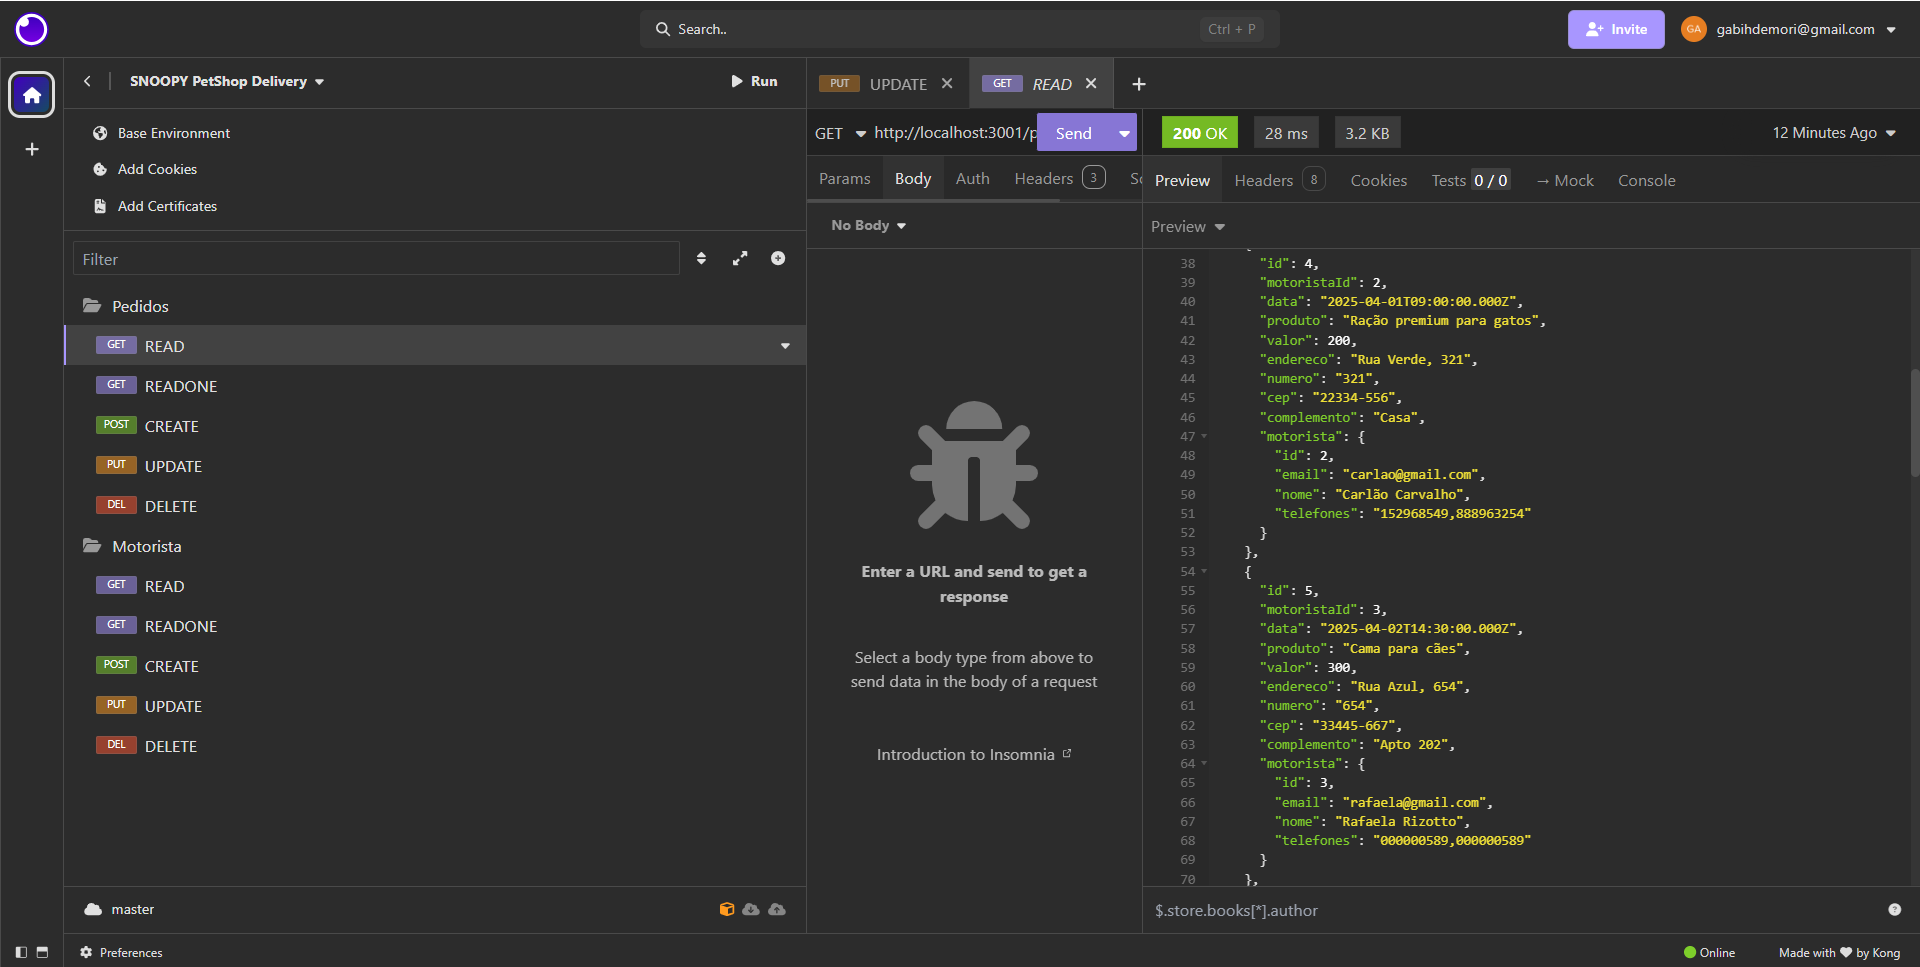 Search..
Ctrl + P
Invite
GA
gabihdemori@gmail.com
SNOOPY PetShop Delivery
Run
Base Environment
Add Cookies
Add Certificates
Filter
Pedidos
GET READ
GET READONE
POST CREATE
PUT UPDATE
DEL DELETE
Motorista
GET READ
GET READONE
POST CREATE
PUT UPDATE
DEL DELETE
master
Preferences
PUT UPDATE
GET READ
GET http://localhost:3001/p
Send
Params Body Auth Headers 3
No Body
Enter a URL and send to get a
response
Select a body type from above to
send data in the body of a request
Introduction to Insomnia
200 OK 28 ms 3.2 KB 12 Minutes Ago
Preview Headers 8 Cookies Tests 0 / 0 → Mock Console
Preview
38 "id": 4,
39 "motoristaId": 2,
40 "data": "2025-04-01T09:00:00.000Z",
41 "produto": "Ração premium para gatos",
42 "valor": 200,
43 "endereco": "Rua Verde, 321",
44 "numero": "321",
45 "cep": "22334-556",
46 "complemento": "Casa",
47 "motorista": {
48 "id": 2,
49 "email": "carlao@gmail.com",
50 "nome": "Carlão Carvalho",
51 "telefones": "152968549,888963254"
52 }
53 },
54 {
55 "id": 5,
56 "motoristaId": 3,
57 "data": "2025-04-02T14:30:00.000Z",
58 "produto": "Cama para cães",
59 "valor": 300,
60 "endereco": "Rua Azul, 654",
61 "numero": "654",
62 "cep": "33445-667",
63 "complemento": "Apto 202",
64 "motorista": {
65 "id": 3,
66 "email": "rafaela@gmail.com",
67 "nome": "Rafaela Rizotto",
68 "telefones": "000000589,000000589"
69 }
70 },
$.store.books[*].author
Online
Made with ♥ by Kong